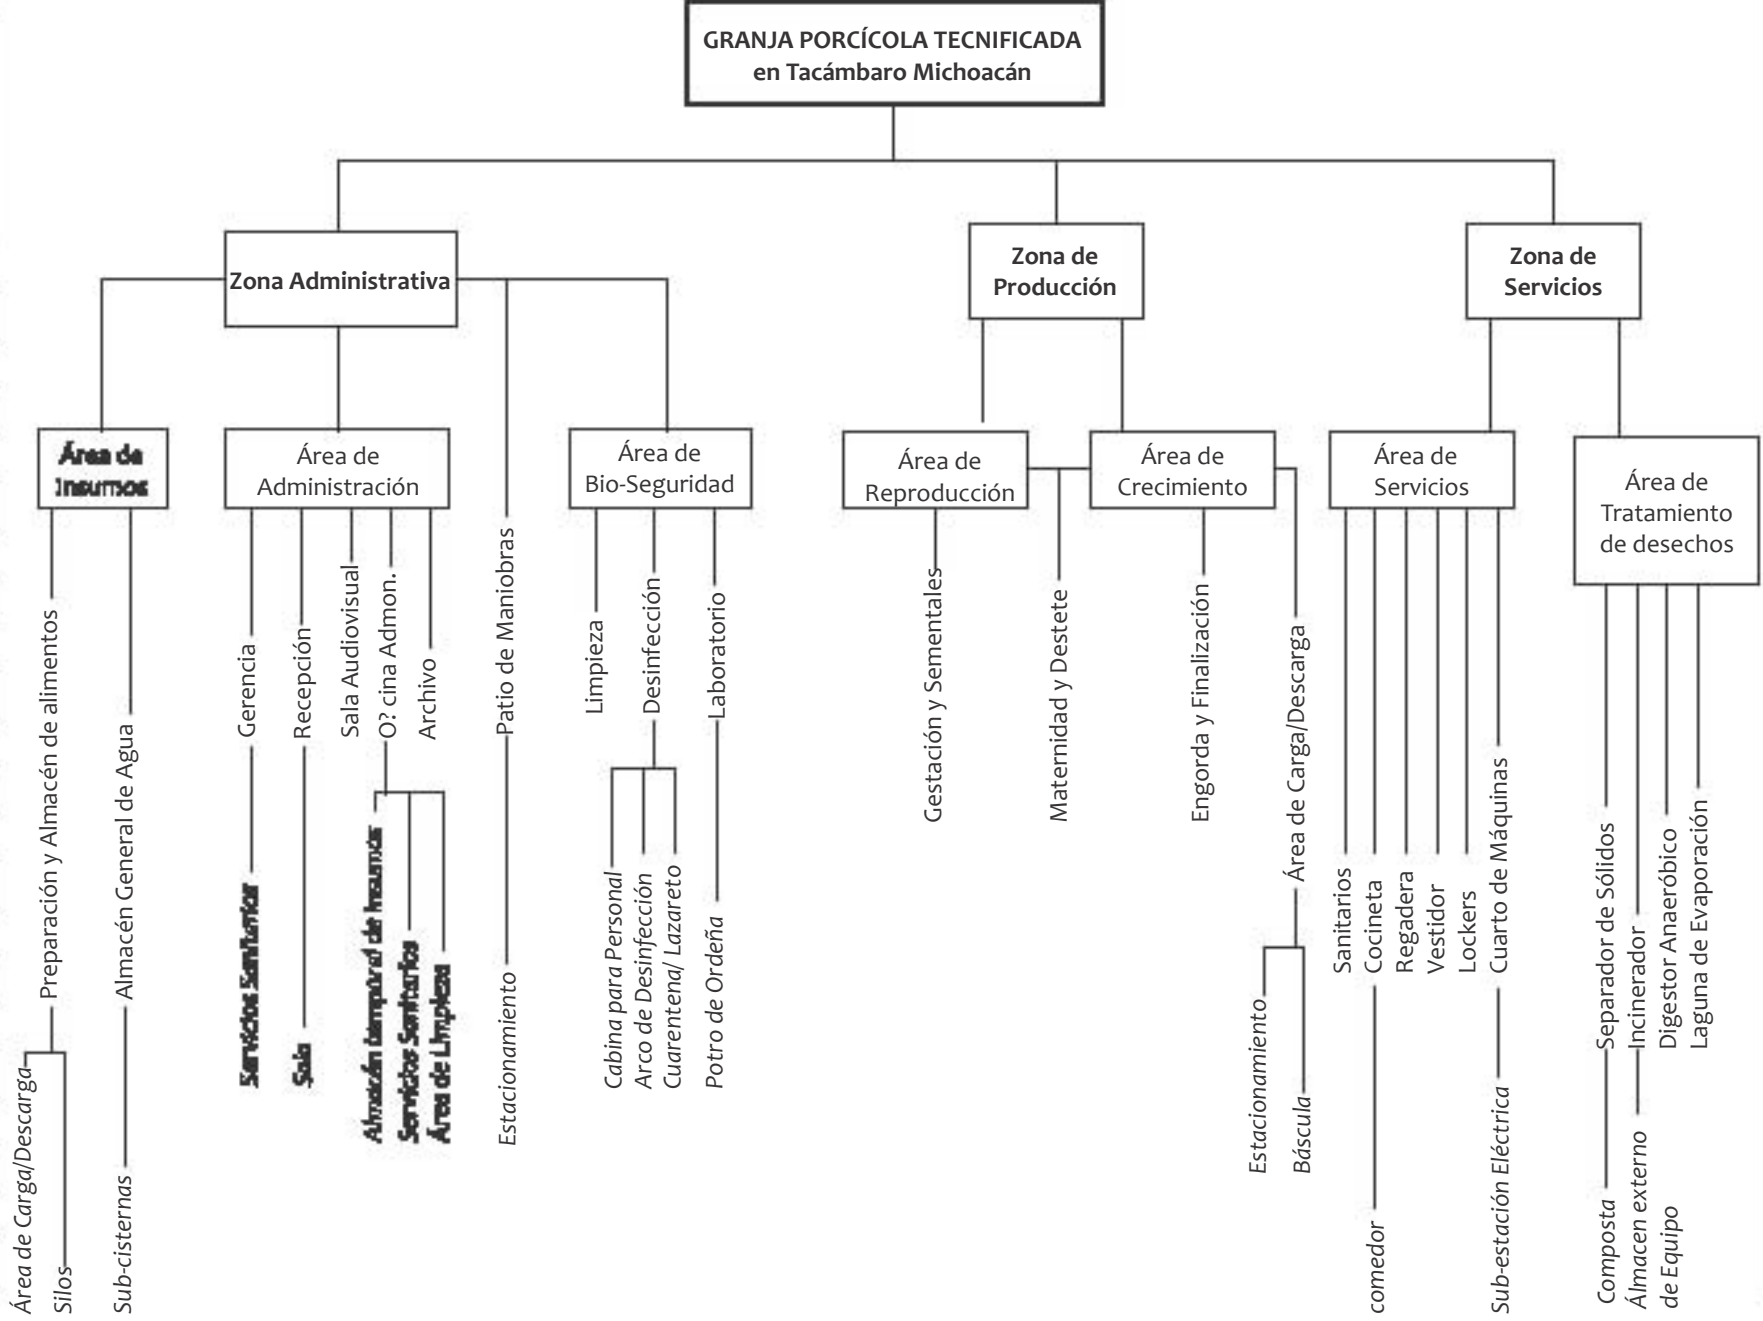 GRANJA PORCÍCOLA TECNIFICADA
en Tacámbaro Michoacán
Zona Administrativa
Zona de
Producción
Zona de
Servicios
Área de
Insumos
Área de
Administración
Área de
Bio-Seguridad
Área de
Reproducción
Área de
Crecimiento
Área de
Servicios
Área de
Tratamiento
de desechos
Preparación y Almacén de alimentos
Almacén General de Agua
Gerencia
Recepción
Sala Audiovisual
O? cina Admon.
Archivo
Patio de Maniobras
Limpieza
Desinfección
Laboratorio
Gestación y Sementales
Maternidad y Destete
Engorda y Finalización
Área de Carga/Descarga
Sanitarios
Cocineta
Regadera
Vestidor
Lockers
Cuarto de Máquinas
Separador de Sólidos
Incinerador
Digestor Anaeróbico
Laguna de Evaporación
Área de Carga/Descarga
Silos
Sub-cisternas
Servicios Sanitarios
Sala
Almacén temporal de Insumos
Servicios Sanitarios
Área de Limpieza
Estacionamiento
Cabina para Personal
Arco de Desinfección
Cuarentena/ Lazareto
Potro de Ordeña
Estacionamiento
Báscula
comedor
Sub-estación Eléctrica
Composta
Álmacen externo
de Equipo